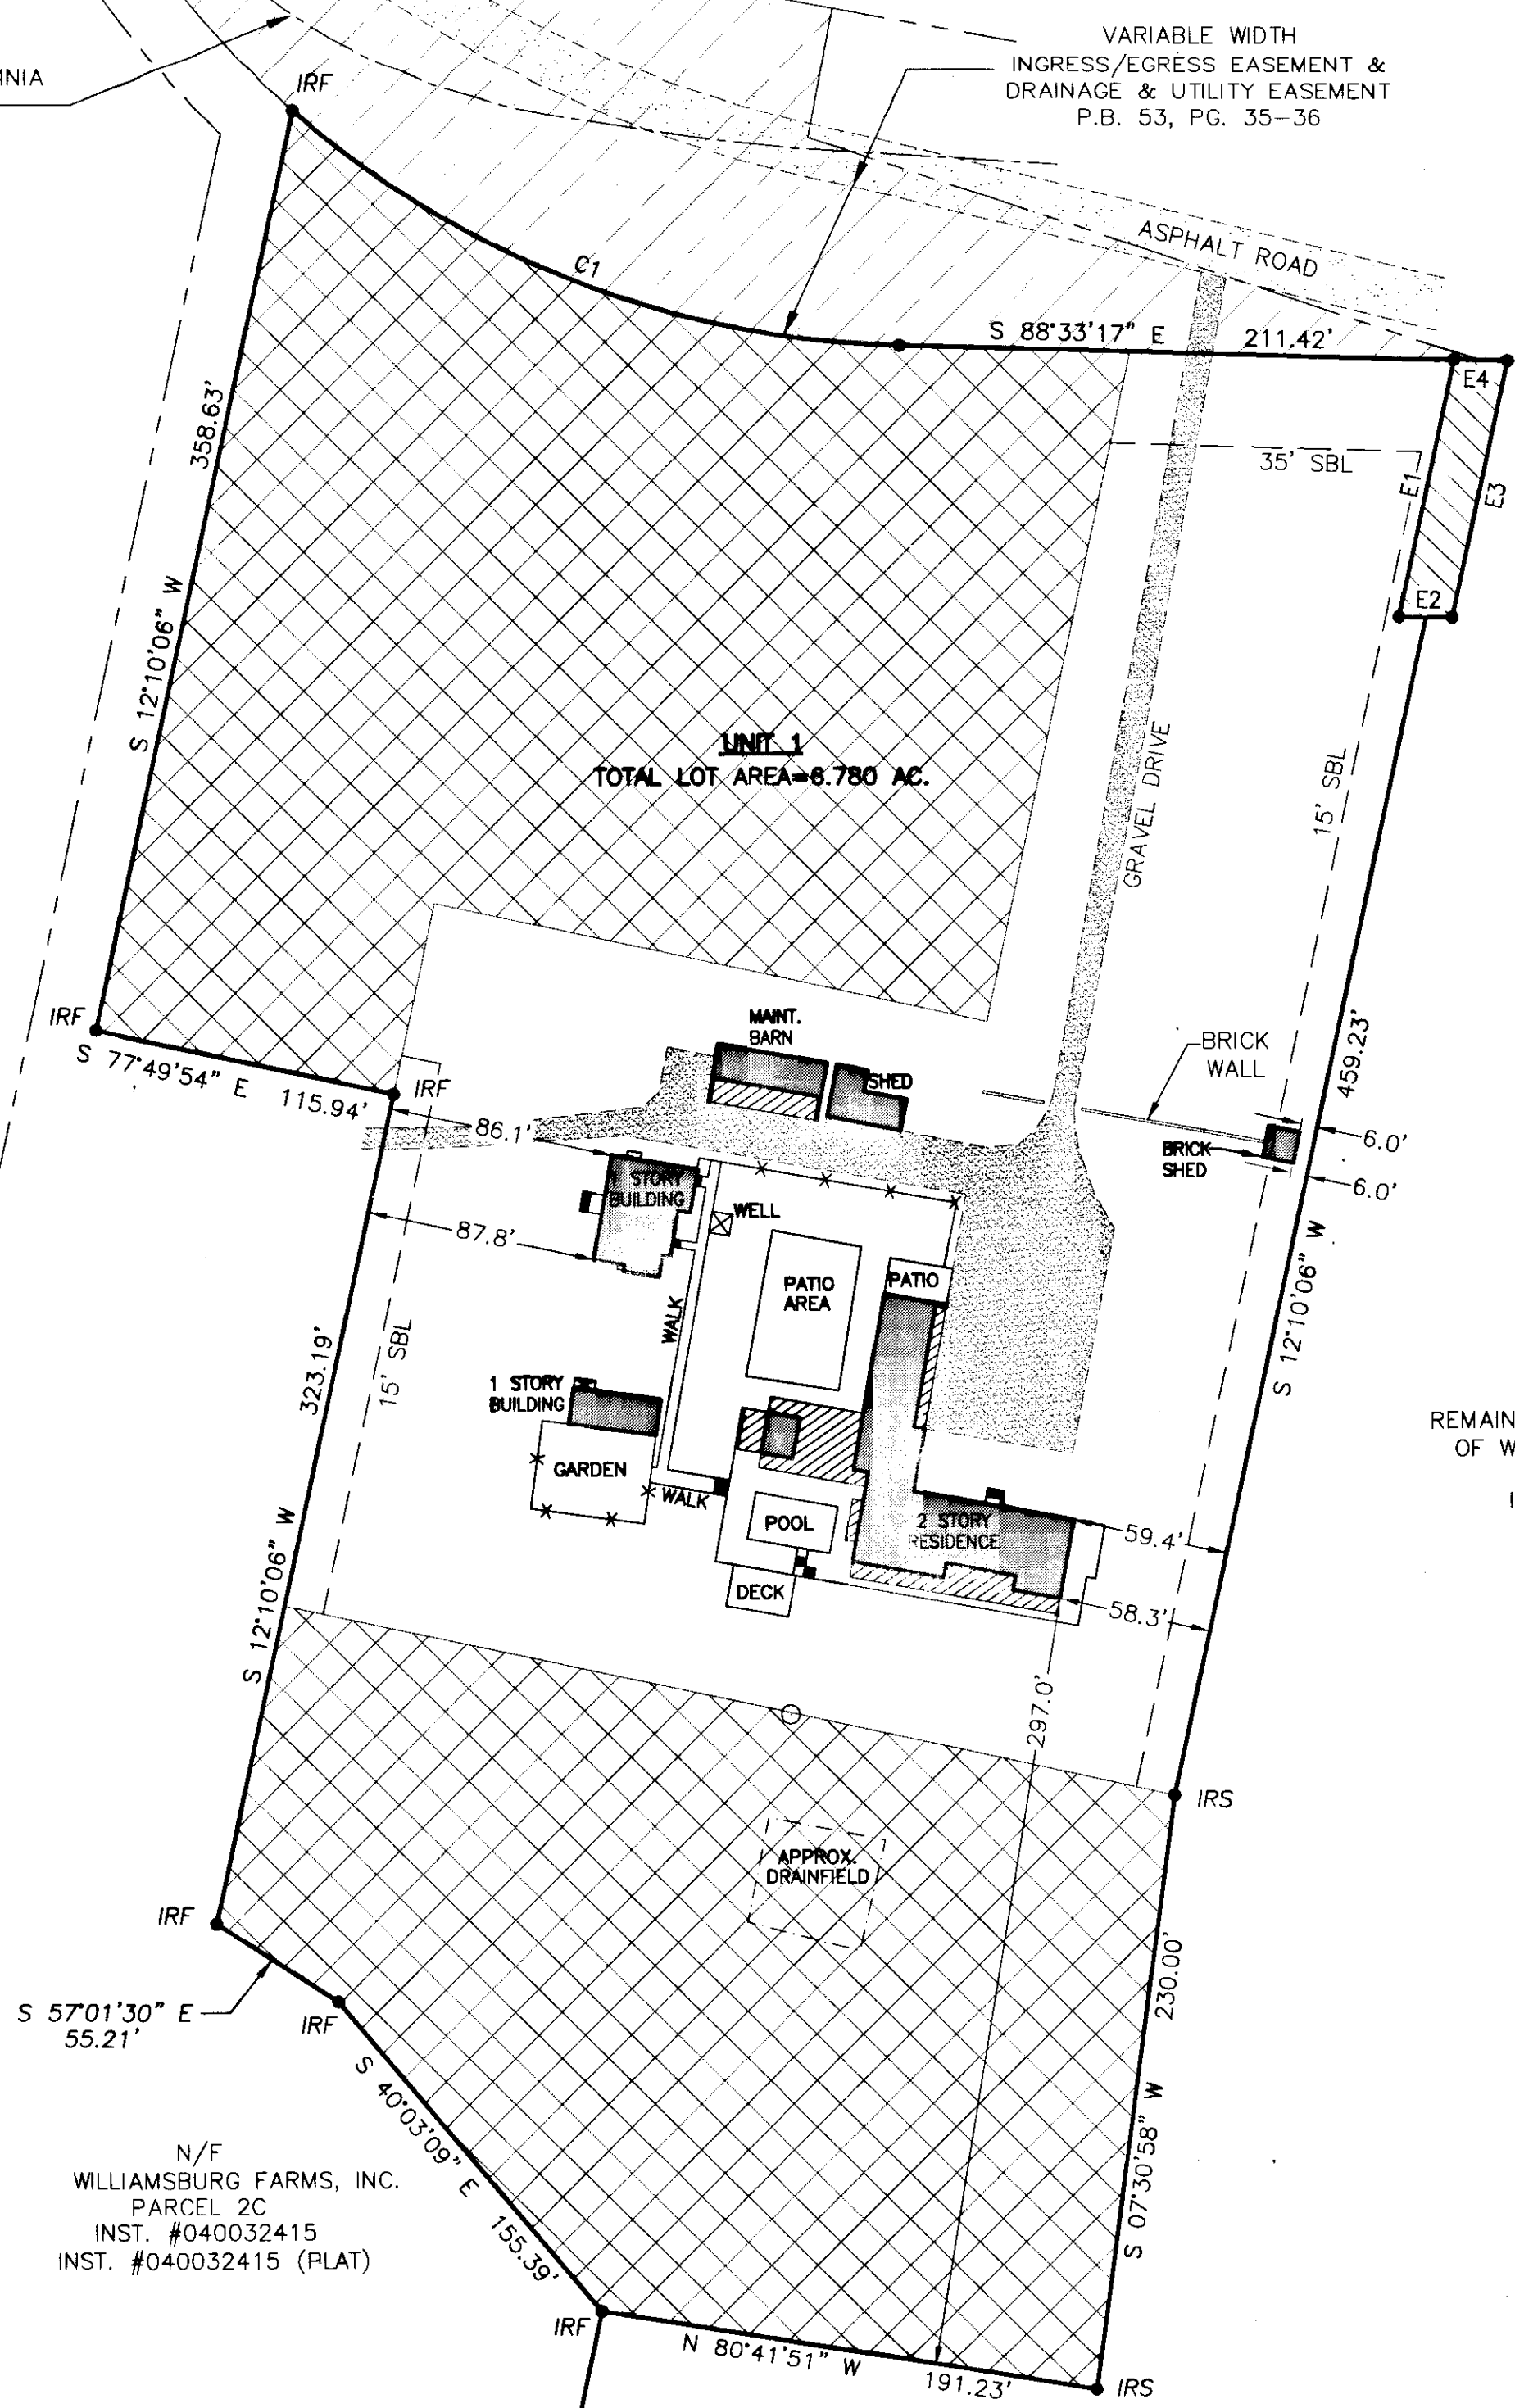 VARIABLE WIDTH
INGRESS/EGRESS EASEMENT &
DRAINAGE & UTILITY EASEMENT
P.B. 53, PG. 35-36
IRF
C1
ASPHALT ROAD
S 88°33'17" E 211.42'
E4
358.63'
35' SBL
E1
E3
E2
S 12°10'06" W
UNIT 1
TOTAL LOT AREA=6.780 AC.
GRAVEL DRIVE
15' SBL
IRF
S 77°49'54" E 115.94'
IRF
MAINT.
BARN
SHED
BRICK
WALL
459.23'
86.1'
BRICK
SHED
6.0'
6.0'
1 STORY
BUILDING
WELL
87.8'
PATIO
AREA
PATIO
WALK
S 12°10'06" W
323.19'
15' SBL
1 STORY
BUILDING
GARDEN
WALK
POOL
2 STORY
RESIDENCE
59.4'
DECK
58.3'
REMAIN
OF W
S 12°10'06" W
297.0'
IRS
APPROX.
DRAINFIELD
IRF
230.00'
S 57°01'30" E
55.21'
IRF
S 40°03'09" E
155.39'
S 07°30'58" W
N/F
WILLIAMSBURG FARMS, INC.
PARCEL 2C
INST. #040032415
INST. #040032415 (PLAT)
IRF
N 80°41'51" W
191.23'
IRS